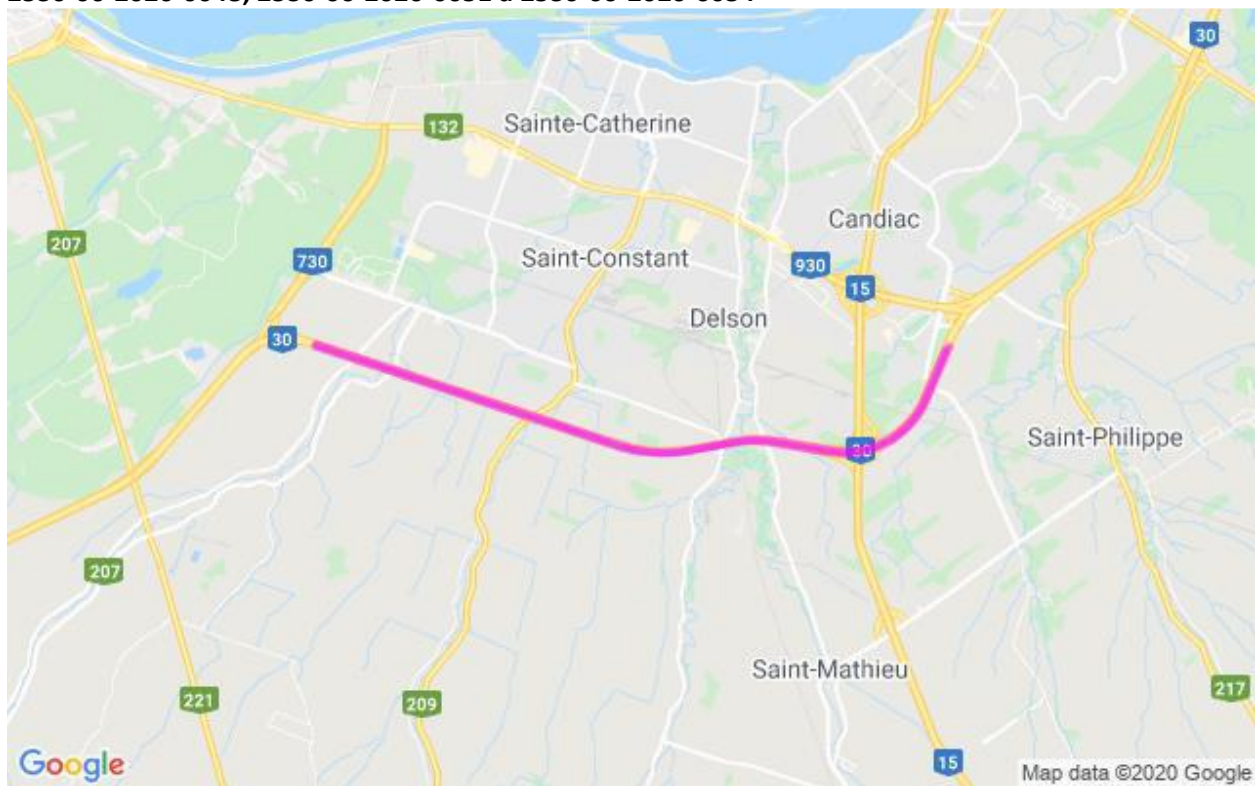 30
132
Sainte-Catherine
Candiac
207
730
Saint-Constant
930
15
Delson
30
Saint-Philippe
30
207
Saint-Mathieu
221
209
217
15
Google
Map data ©2020 Google